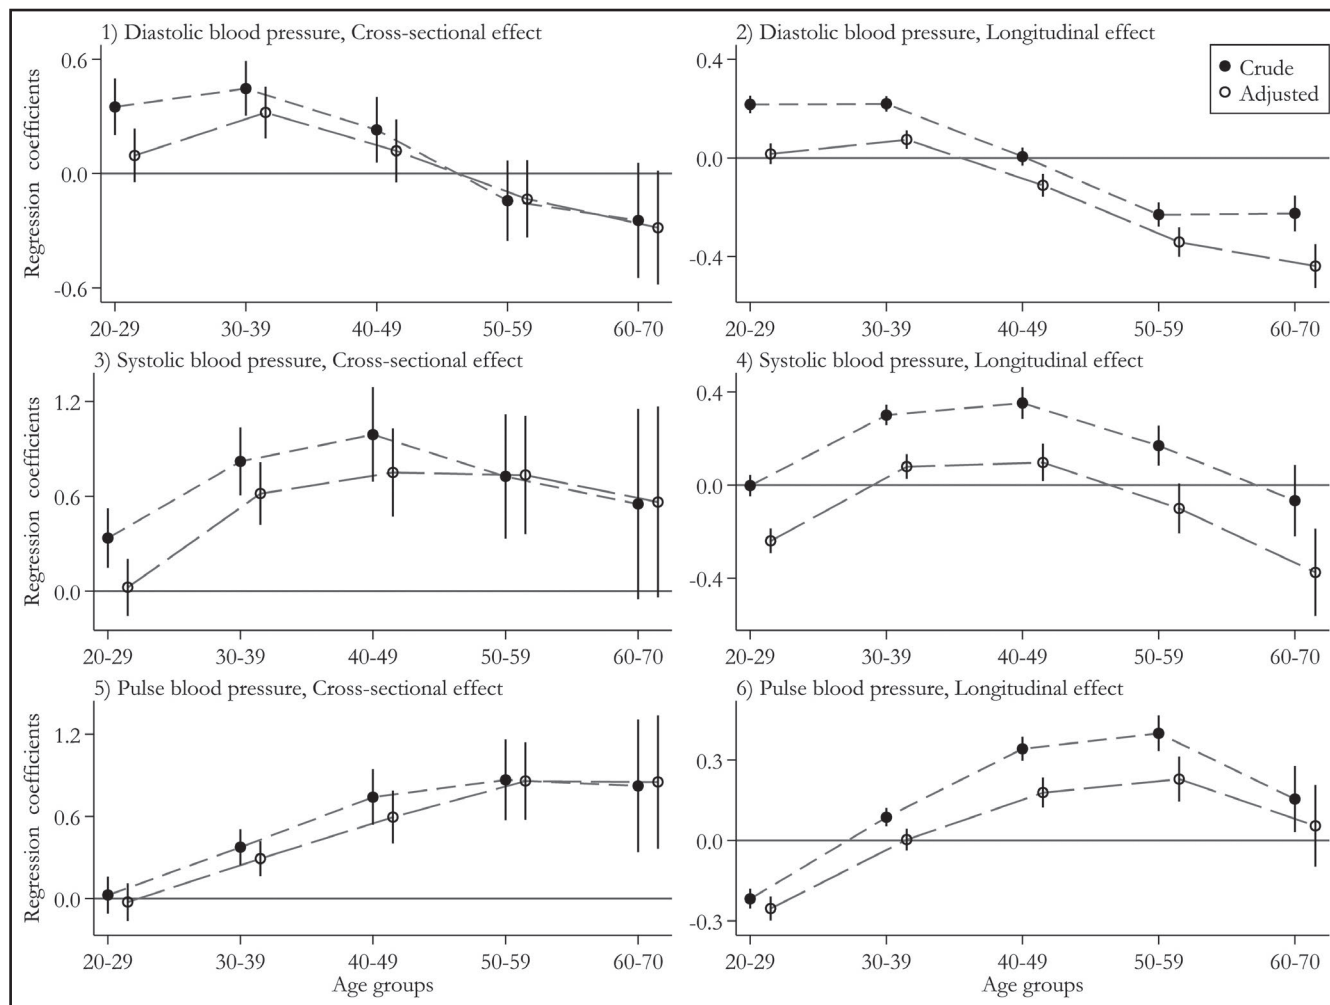 1) Diastolic blood pressure, Cross-sectional effect
0.6
0.0
-0.6
Regression coefficients
20-29 30-39 40-49 50-59 60-70
2) Diastolic blood pressure, Longitudinal effect
0.4
0.0
-0.4
Crude
Adjusted
20-29 30-39 40-49 50-59 60-70
3) Systolic blood pressure, Cross-sectional effect
1.2
0.6
0.0
Regression coefficients
20-29 30-39 40-49 50-59 60-70
4) Systolic blood pressure, Longitudinal effect
0.4
0.0
-0.4
20-29 30-39 40-49 50-59 60-70
5) Pulse blood pressure, Cross-sectional effect
1.2
0.6
0.0
Regression coefficients
20-29 30-39 40-49 50-59 60-70
Age groups
6) Pulse blood pressure, Longitudinal effect
0.3
0.0
-0.3
20-29 30-39 40-49 50-59 60-70
Age groups